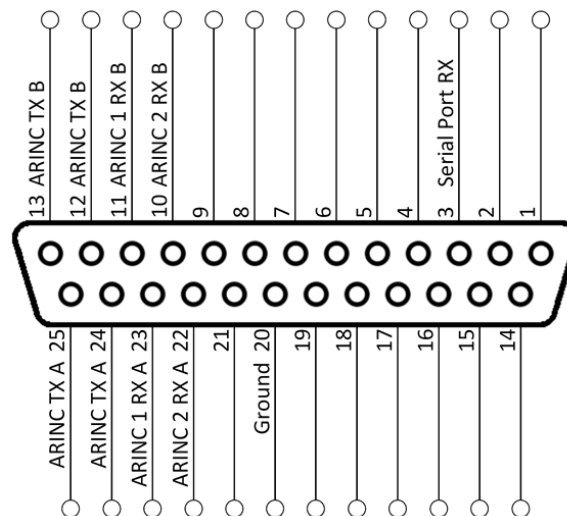 13 ARINC TX B
12 ARINC TX B
11 ARINC 1 RX B
10 ARINC 2 RX B
9
8
7
6
5
4
3 Serial Port RX
2
1
ARINC TX A 25
ARINC TX A 24
ARINC 1 RX A 23
ARINC 2 RX A 22
21
Ground 20
19
18
17
16
15
14